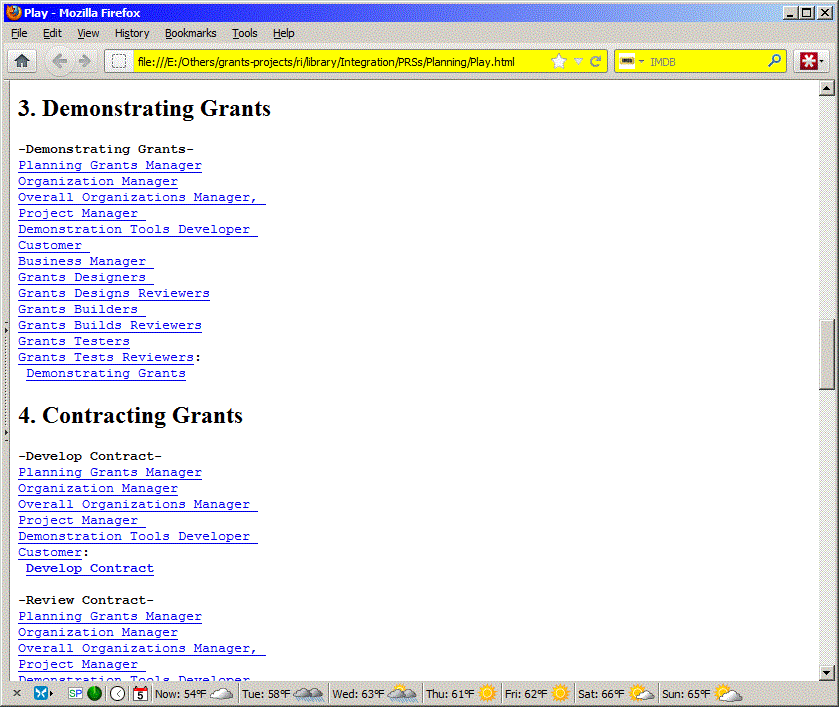 Play - Mozilla Firefox
File Edit View History Bookmarks Tools Help
file:///E:/Others/grants-projects/ri/library/Integration/PRSs/Planning/Play.html IMDB
3. Demonstrating Grants
-Demonstrating Grants-
Planning Grants Manager
Organization Manager
Overall Organizations Manager,
Project Manager
Demonstration Tools Developer
Customer
Business Manager
Grants Designers
Grants Designs Reviewers
Grants Builders
Grants Builds Reviewers
Grants Testers
Grants Tests Reviewers:
Demonstrating Grants
4. Contracting Grants
-Develop Contract-
Planning Grants Manager
Organization Manager
Overall Organizations Manager
Project Manager
Demonstration Tools Developer
Customer:
Develop Contract
-Review Contract-
Planning Grants Manager
Organization Manager
Overall Organizations Manager,
Project Manager
Demonstration Tools Developer
SP 5 Now: 54°F Tue: 58°F Wed: 63°F Thu: 61°F Fri: 62°F Sat: 66°F Sun: 65°F